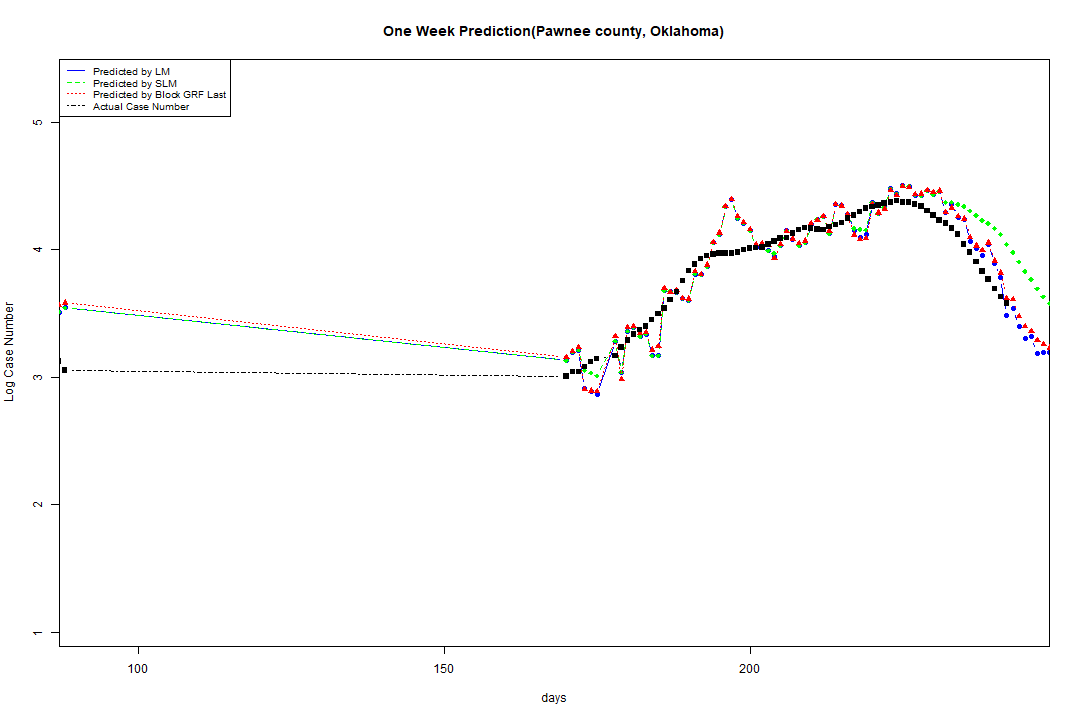 One Week Prediction(Pawnee county, Oklahoma)
Predicted by LM
Predicted by SLM
Predicted by Block GRF Last
Actual Case Number
5
4
3
2
1
Log Case Number
100 150 200
days